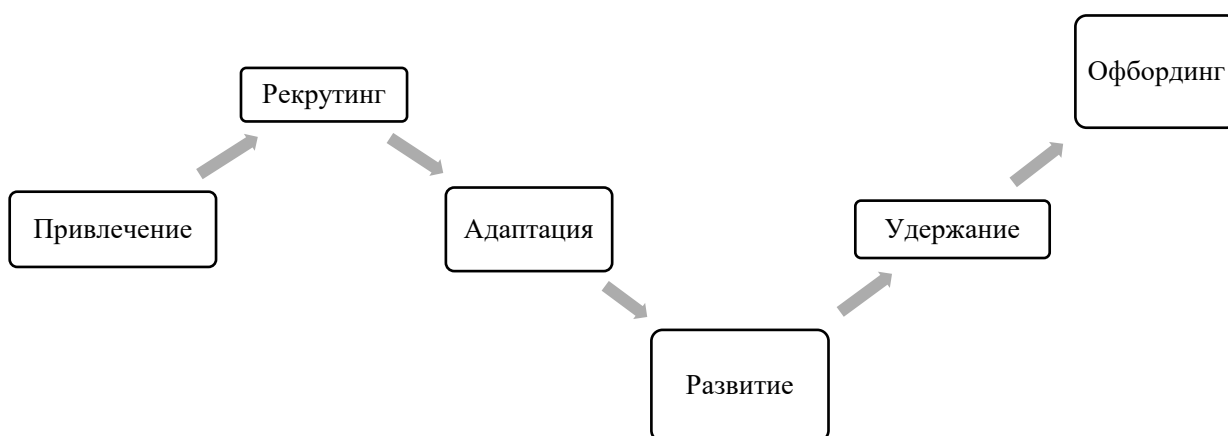 Привлечение
Рекрутинг
Адаптация
Развитие
Удержание
Офбординг